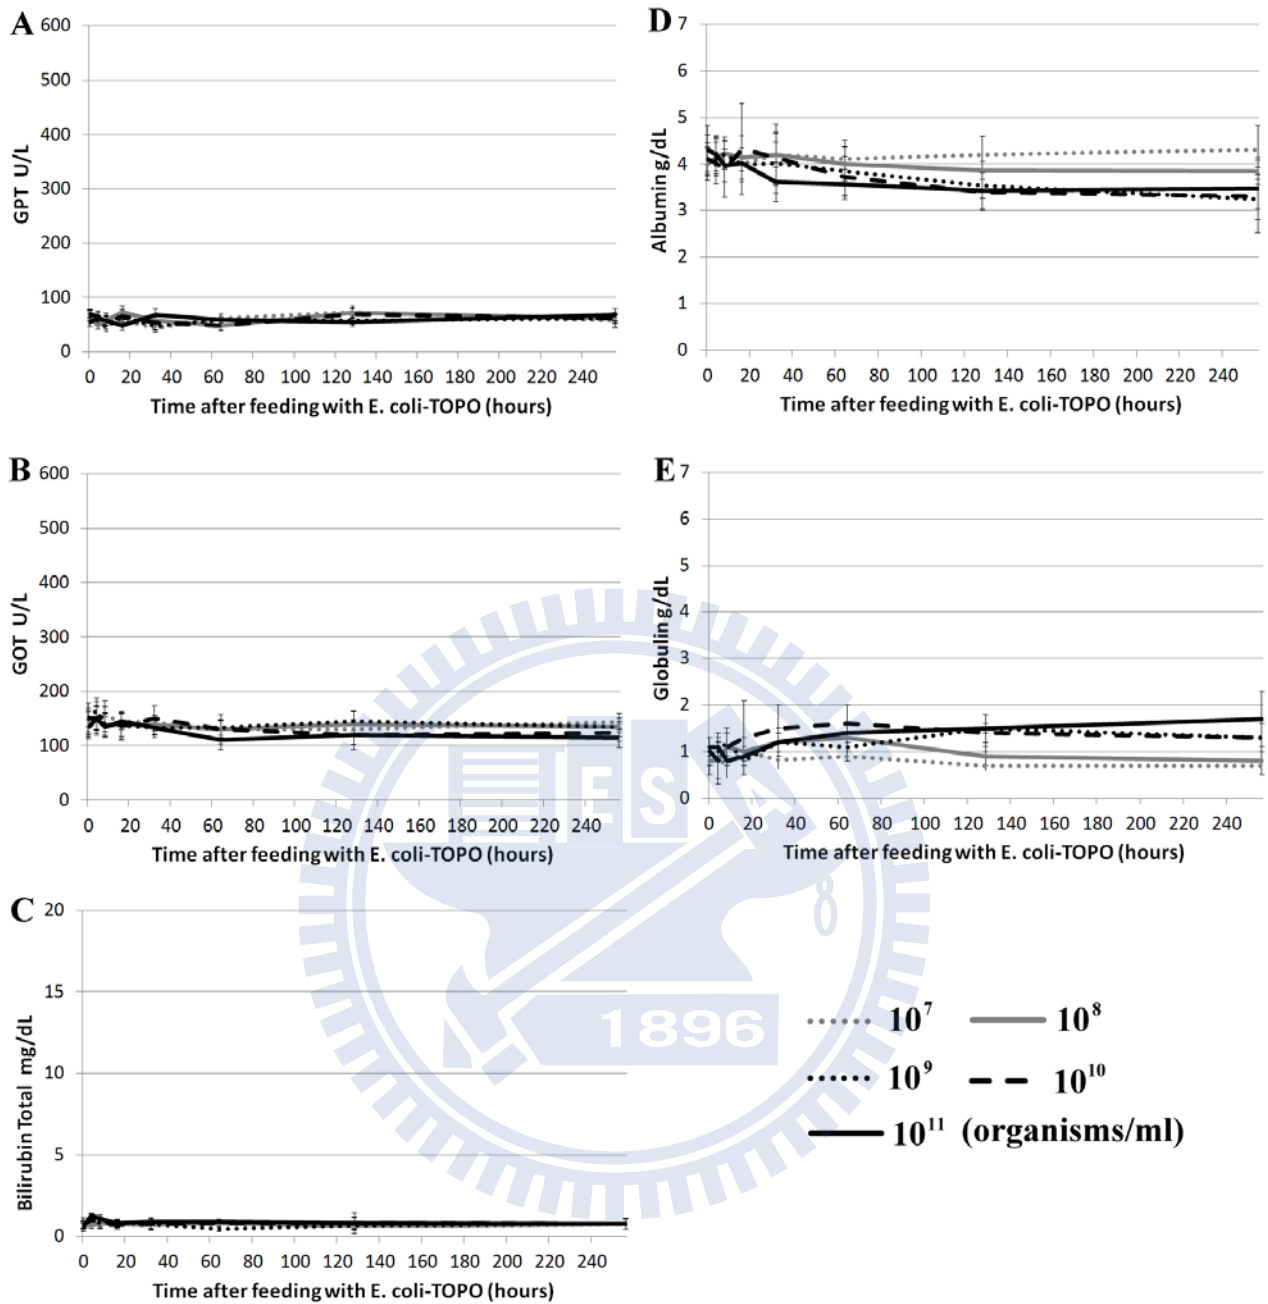 A
GPT U/L
600
500
400
300
200
100
0
0 20 40 60 80 100 120 140 160 180 200 220 240
Time after feeding with E. coli-TOPO (hours)
D
Albumin g/dL
7
6
5
4
3
2
1
0
0 20 40 60 80 100 120 140 160 180 200 220 240
Time after feeding with E. coli-TOPO (hours)
B
GOT U/L
600
500
400
300
200
100
0
0 20 40 60 80 100 120 140 160 180 200 220 240
Time after feeding with E. coli-TOPO (hours)
E
Globulin g/dL
7
6
5
4
3
2
1
0
0 20 40 60 80 100 120 140 160 180 200 220 240
Time after feeding with E. coli-TOPO (hours)
C
Bilirubin Total mg/dL
20
15
10
5
0
0 20 40 60 80 100 120 140 160 180 200 220 240
Time after feeding with E. coli-TOPO (hours)
10⁷ 10⁸
10⁹ 10¹⁰
10¹¹ (organisms/ml)
ESA
1896